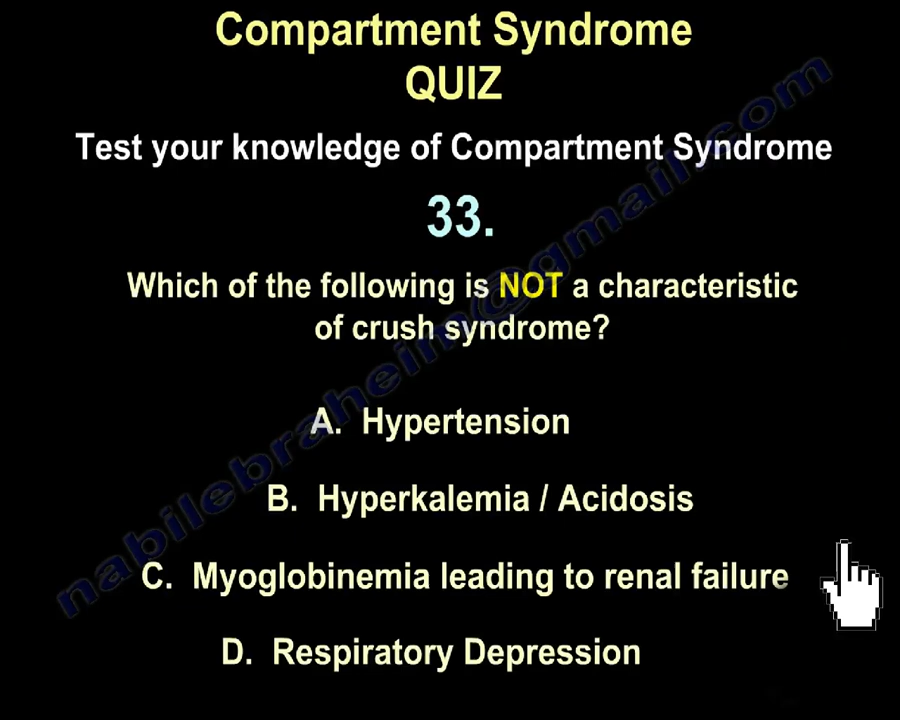 Compartment Syndrome
QUIZ
Test your knowledge of Compartment Syndrome
33.
Which of the following is NOT a characteristic
of crush syndrome?
A. Hypertension
B. Hyperkalemia / Acidosis
C. Myoglobinemia leading to renal failure
D. Respiratory Depression
nabilebraheim@gmail.com